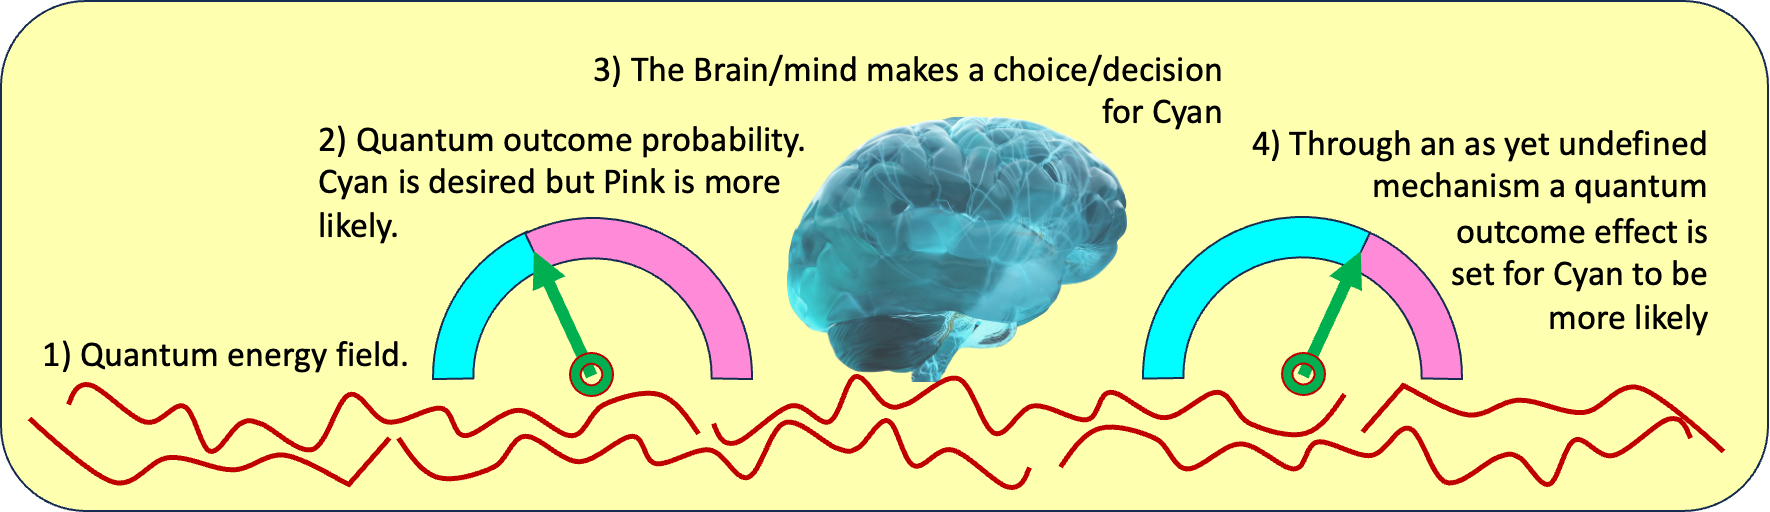 1) Quantum energy field.
2) Quantum outcome probability.
Cyan is desired but Pink is more
likely.
3) The Brain/mind makes a choice/decision
for Cyan
4) Through an as yet undefined
mechanism a quantum
outcome effect is
set for Cyan to be
more likely